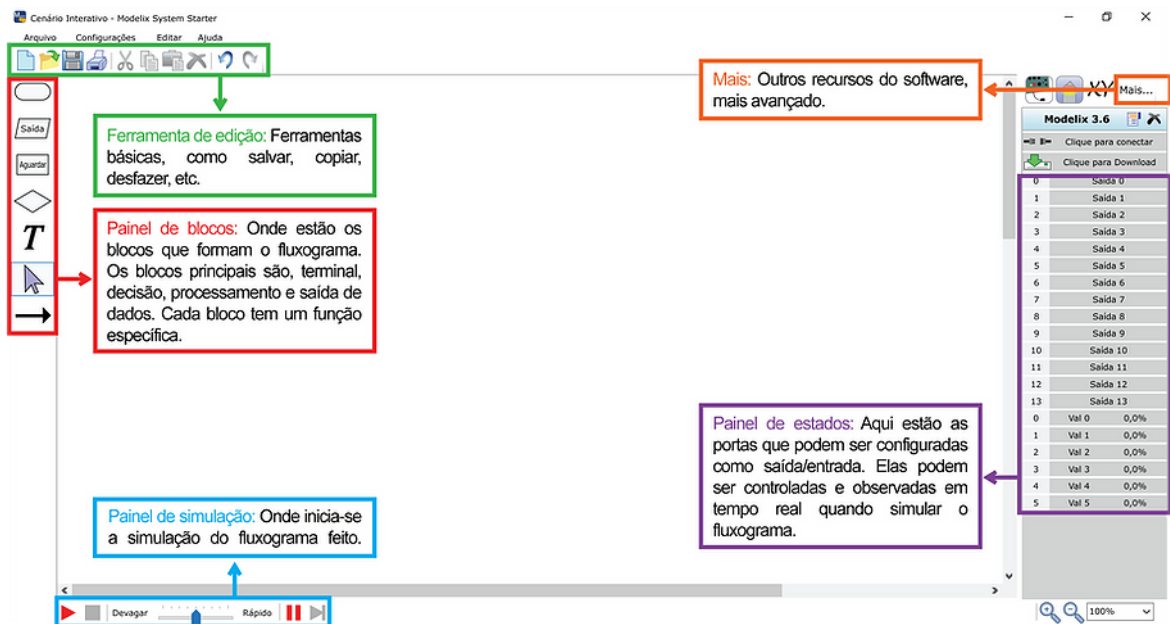 Cenário Interativo - Modelix System Starter
Arquivo Configurações Editar Ajuda
Mais: Outros recursos do software,
mais avançado.
XY Mais...
Saída
Aguardar
T
Ferramenta de edição: Ferramentas
básicas, como salvar, copiar,
desfazer, etc.
Painel de blocos: Onde estão os
blocos que formam o fluxograma.
Os blocos principais são, terminal,
decisão, processamento e saída de
dados. Cada bloco tem um função
específica.
Modelix 3.6
Clique para conectar
Clique para Download
0 Saída 0
1 Saída 1
2 Saída 2
3 Saída 3
4 Saída 4
5 Saída 5
6 Saída 6
7 Saída 7
8 Saída 8
9 Saída 9
10 Saída 10
11 Saída 11
12 Saída 12
13 Saída 13
0 Val 0 0,0%
1 Val 1 0,0%
2 Val 2 0,0%
3 Val 3 0,0%
4 Val 4 0,0%
5 Val 5 0,0%
Painel de estados: Aqui estão as
portas que podem ser configuradas
como saída/entrada. Elas podem
ser controladas e observadas em
tempo real quando simular o
fluxograma.
Painel de simulação: Onde inicia-se
a simulação do fluxograma feito.
Devagar Rápido
100%